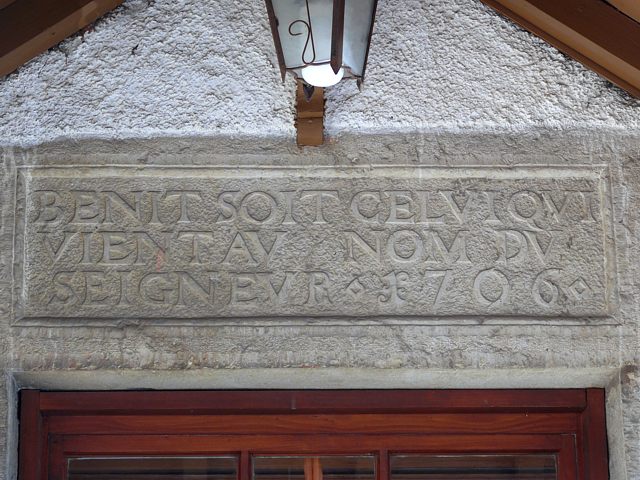 BENIT SOIT CELVI QVI
VIENT AV NOM DV
SEIGNEVR 1706